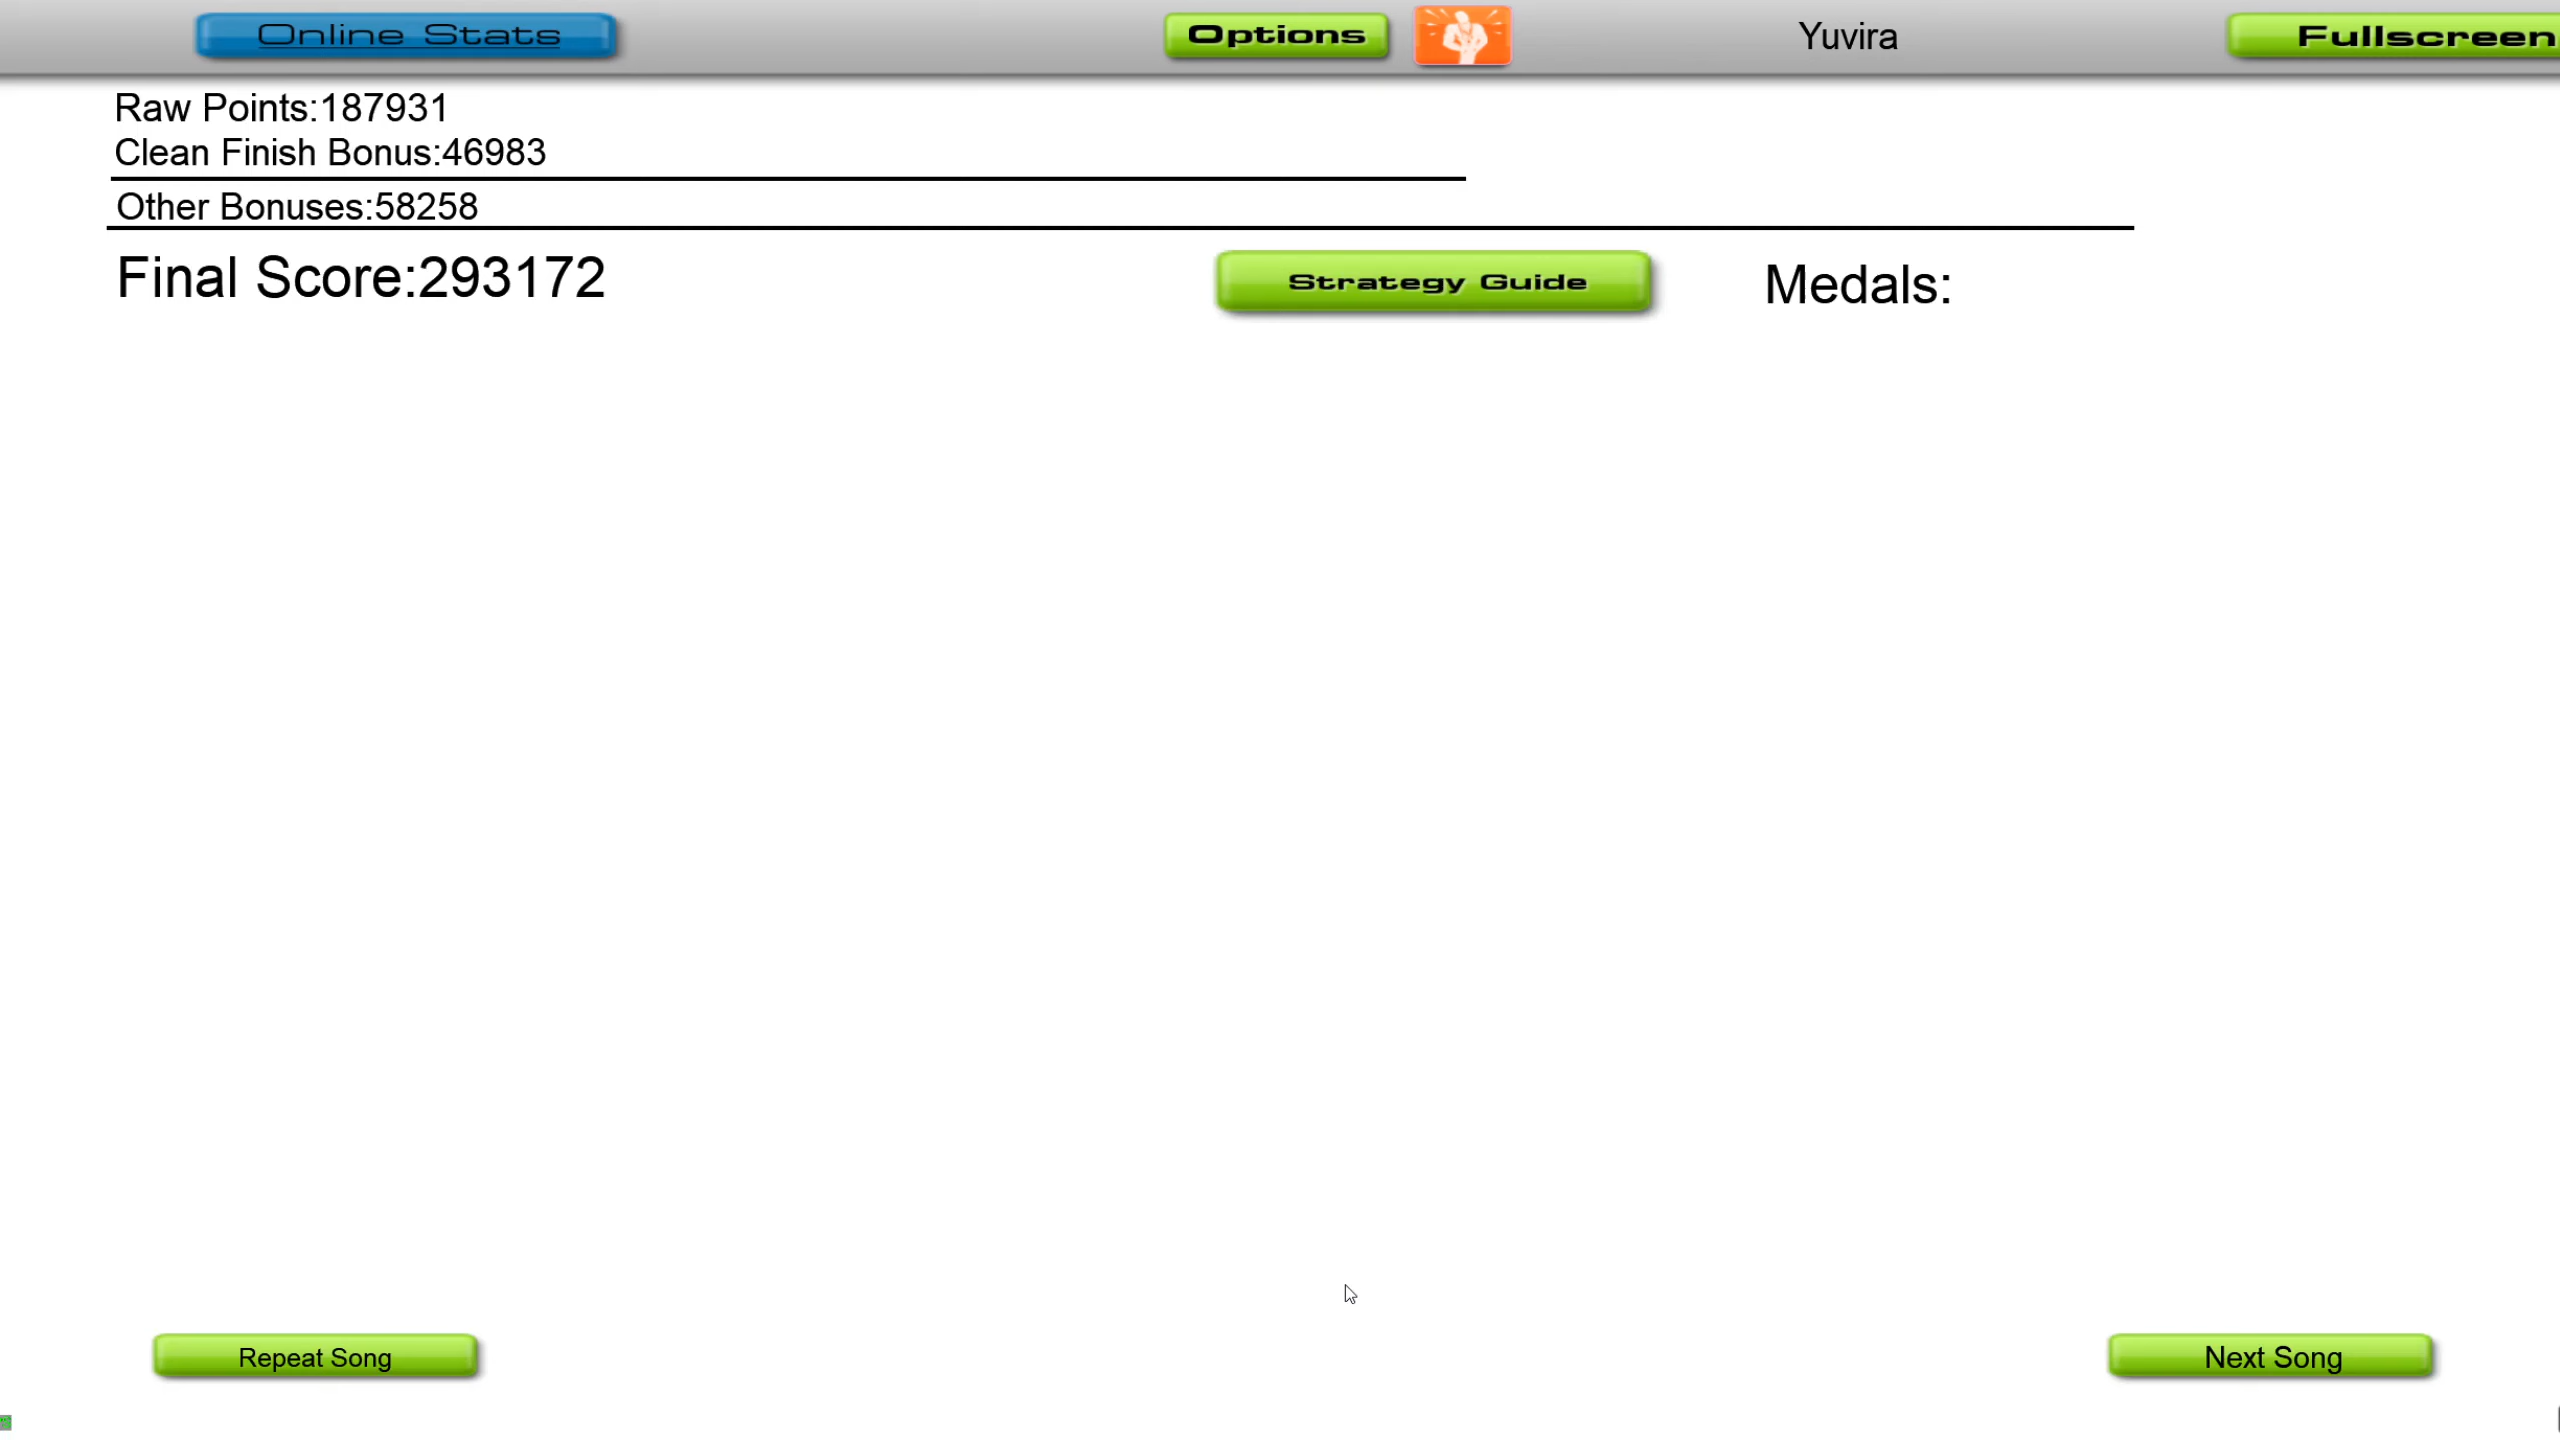 Online Stats
Options
Yuvira
Fullscreen
Raw Points:187931
Clean Finish Bonus:46983
Other Bonuses:58258
Final Score:293172
Strategy Guide
Medals:
Repeat Song
Next Song